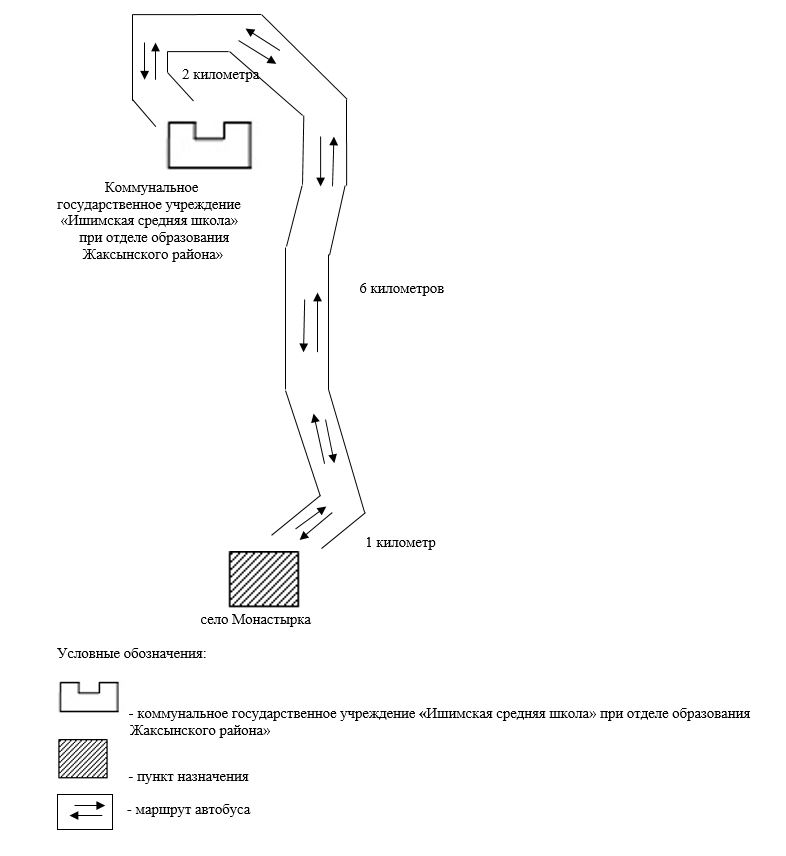 2 километра
Коммунальное
государственное учреждение
«Ишимская средняя школа»
при отделе образования
Жаксынского района»
6 километров
1 километр
село Монастырка
Условные обозначения:
- коммунальное государственное учреждение «Ишимская средняя школа» при отделе образования
Жаксынского района»
- пункт назначения
- маршрут автобуса